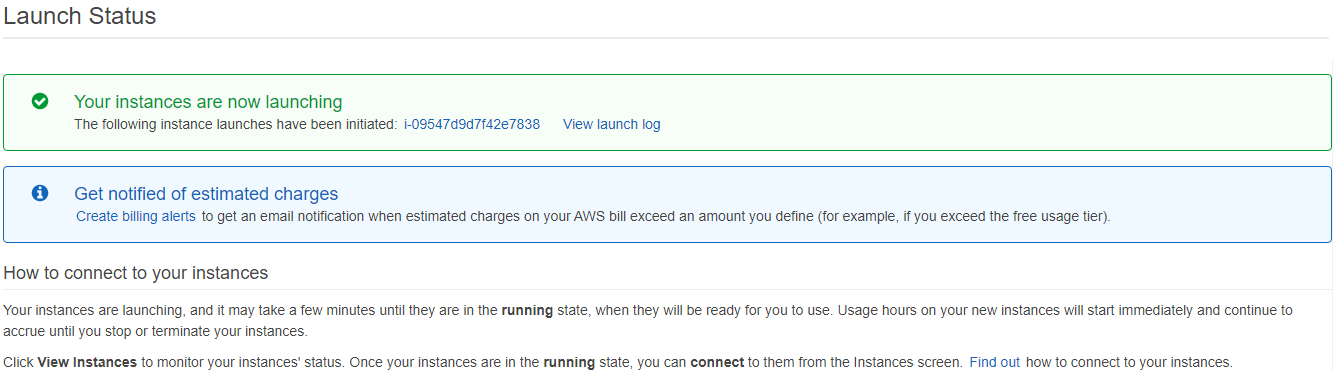 Launch Status
Your instances are now launching
The following instance launches have been initiated: i-09547d9d7f42e7838 View launch log
Get notified of estimated charges
Create billing alerts to get an email notification when estimated charges on your AWS bill exceed an amount you define (for example, if you exceed the free usage tier).
How to connect to your instances
Your instances are launching, and it may take a few minutes until they are in the running state, when they will be ready for you to use. Usage hours on your new instances will start immediately and continue to
accrue until you stop or terminate your instances.
Click View Instances to monitor your instances' status. Once your instances are in the running state, you can connect to them from the Instances screen. Find out how to connect to your instances.